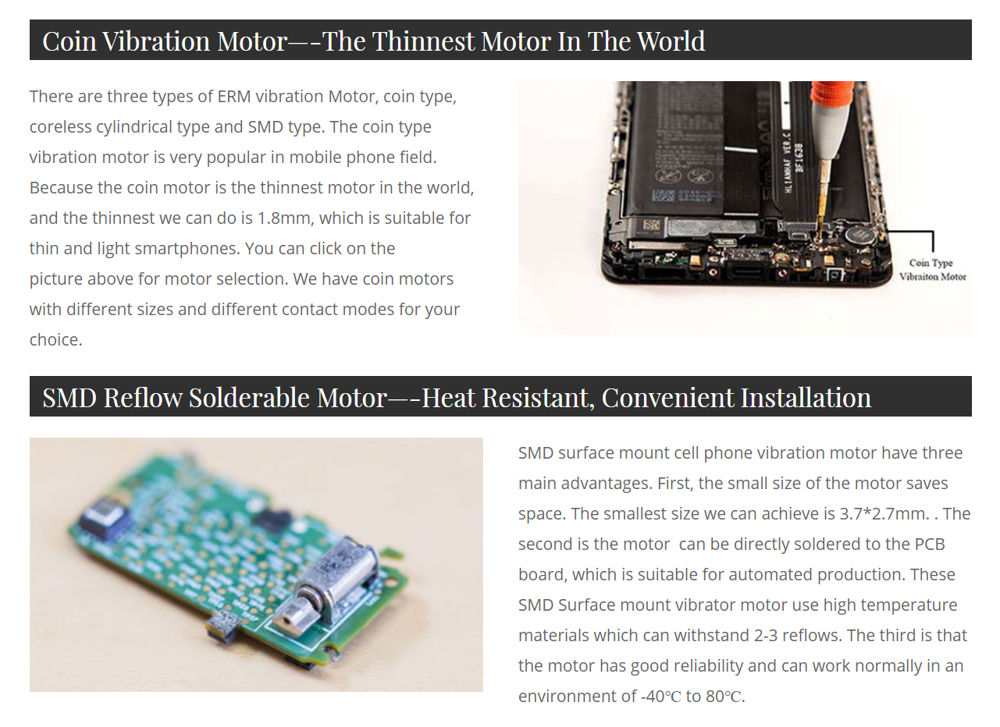 Coin Vibration Motor—-The Thinnest Motor In The World
There are three types of ERM vibration Motor, coin type,
coreless cylindrical type and SMD type. The coin type
vibration motor is very popular in mobile phone field.
Because the coin motor is the thinnest motor in the world,
and the thinnest we can do is 1.8mm, which is suitable for
thin and light smartphones. You can click on the
picture above for motor selection. We have coin motors
with different sizes and different contact modes for your
choice.
HL1AMHAF VER.C
BF1638
Coin Type
Vibraiton Motor
SMD Reflow Solderable Motor—-Heat Resistant, Convenient Installation
SMD surface mount cell phone vibration motor have three
main advantages. First, the small size of the motor saves
space. The smallest size we can achieve is 3.7*2.7mm. . The
second is the motor  can be directly soldered to the PCB
board, which is suitable for automated production. These
SMD Surface mount vibrator motor use high temperature
materials which can withstand 2-3 reflows. The third is that
the motor has good reliability and can work normally in an
environment of -40℃ to 80℃.